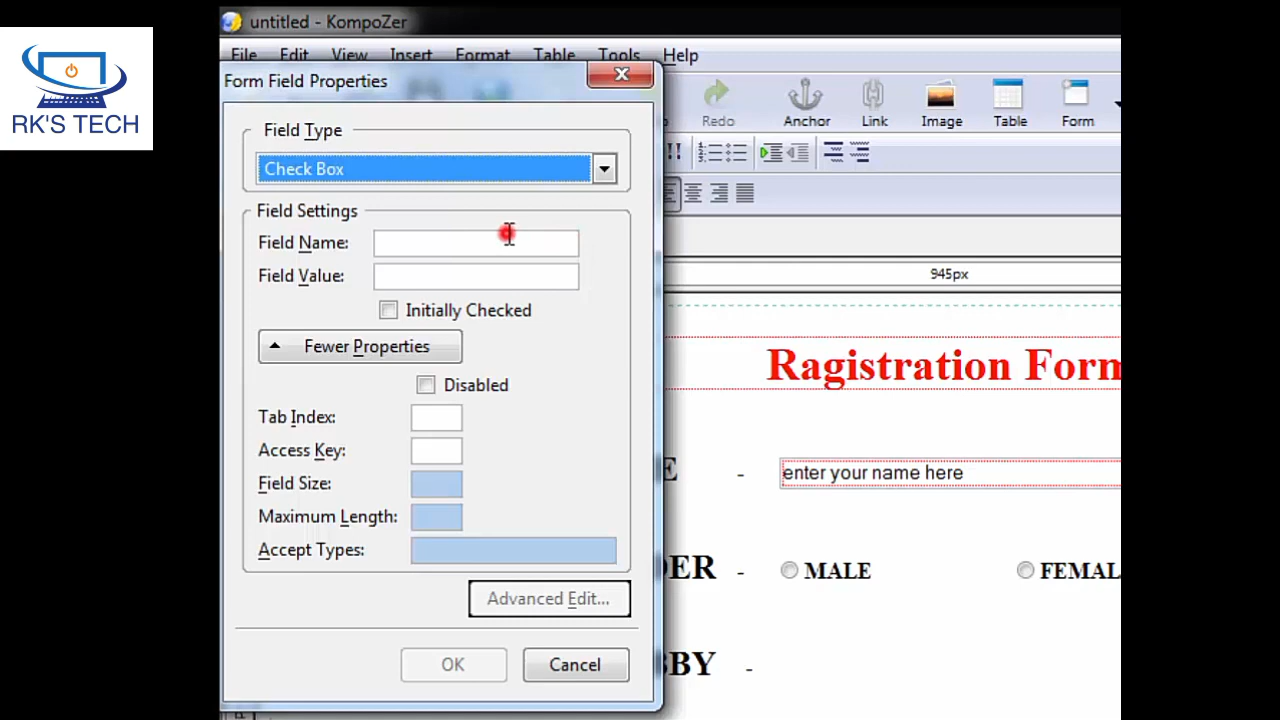 RK'S TECH
untitled - KompoZer
File Edit View Insert Format Table Tools Help
Form Field Properties
Redo Anchor Link Image Table Form
Field Type
Check Box
Field Settings
Field Name:
Field Value:
Initially Checked
Fewer Properties
Disabled
Tab Index:
Access Key:
Field Size:
Maximum Length:
Accept Types:
Advanced Edit...
OK Cancel
945px
Ragistration Form
E - enter your name here
DER - MALE FEMAL
BBY -